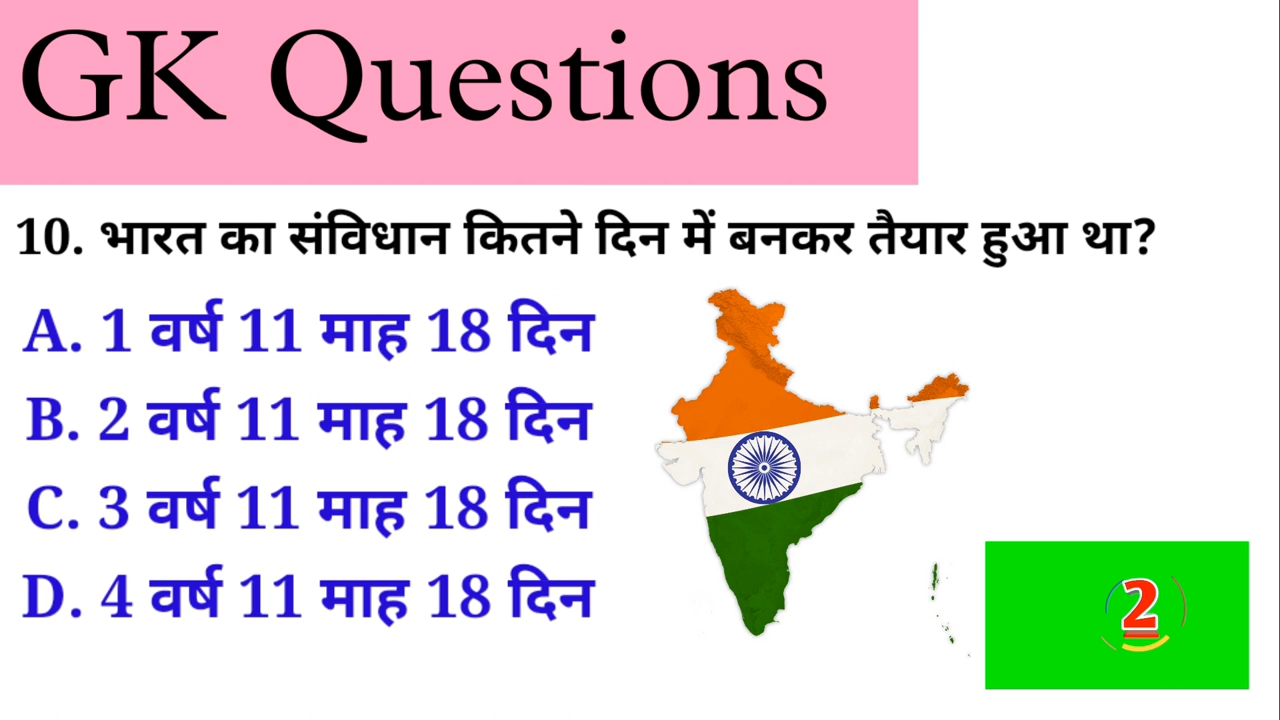 GK Questions
10. भारत का संविधान कितने दिन में बनकर तैयार हुआ था?
A. 1 वर्ष 11 माह 18 दिन
B. 2 वर्ष 11 माह 18 दिन
C. 3 वर्ष 11 माह 18 दिन
D. 4 वर्ष 11 माह 18 दिन
2